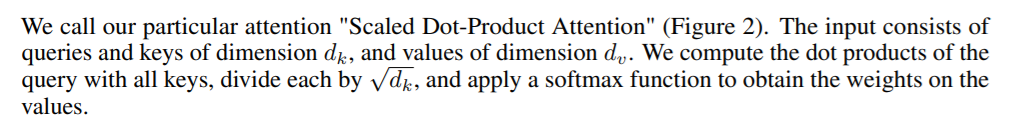 We call our particular attention "Scaled Dot-Product Attention" (Figure 2). The input consists of
queries and keys of dimension $d_k$, and values of dimension $d_v$. We compute the dot products of the
query with all keys, divide each by $\sqrt{d_k}$, and apply a softmax function to obtain the weights on the
values.